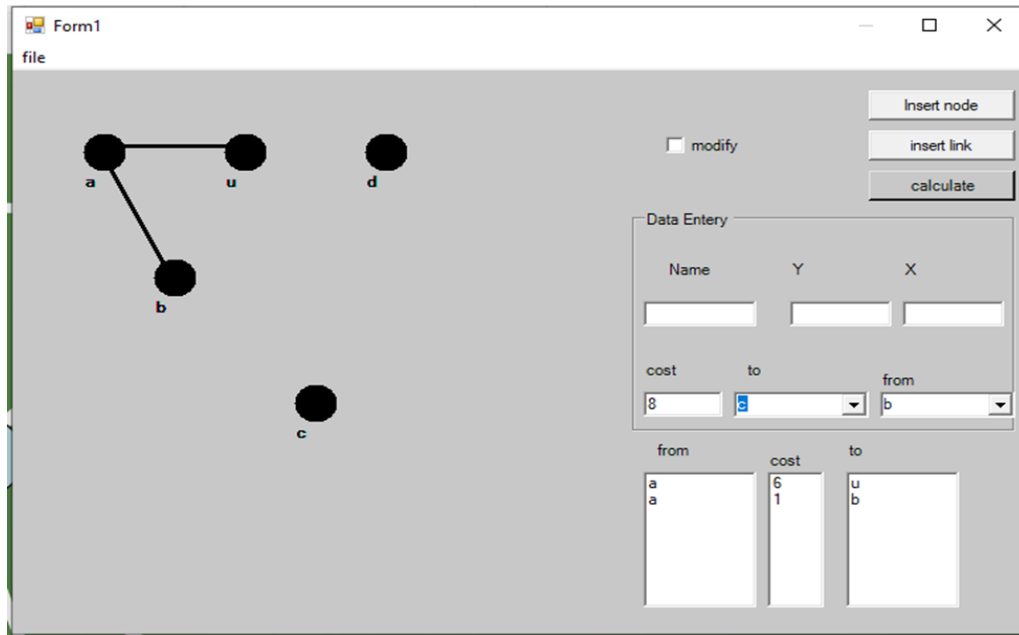 Form1
file
Insert node
modify
insert link
calculate
a
u
d
b
c
Data Entery
Name Y X
cost to from
8 c b
from cost to
a 6 u
a 1 b